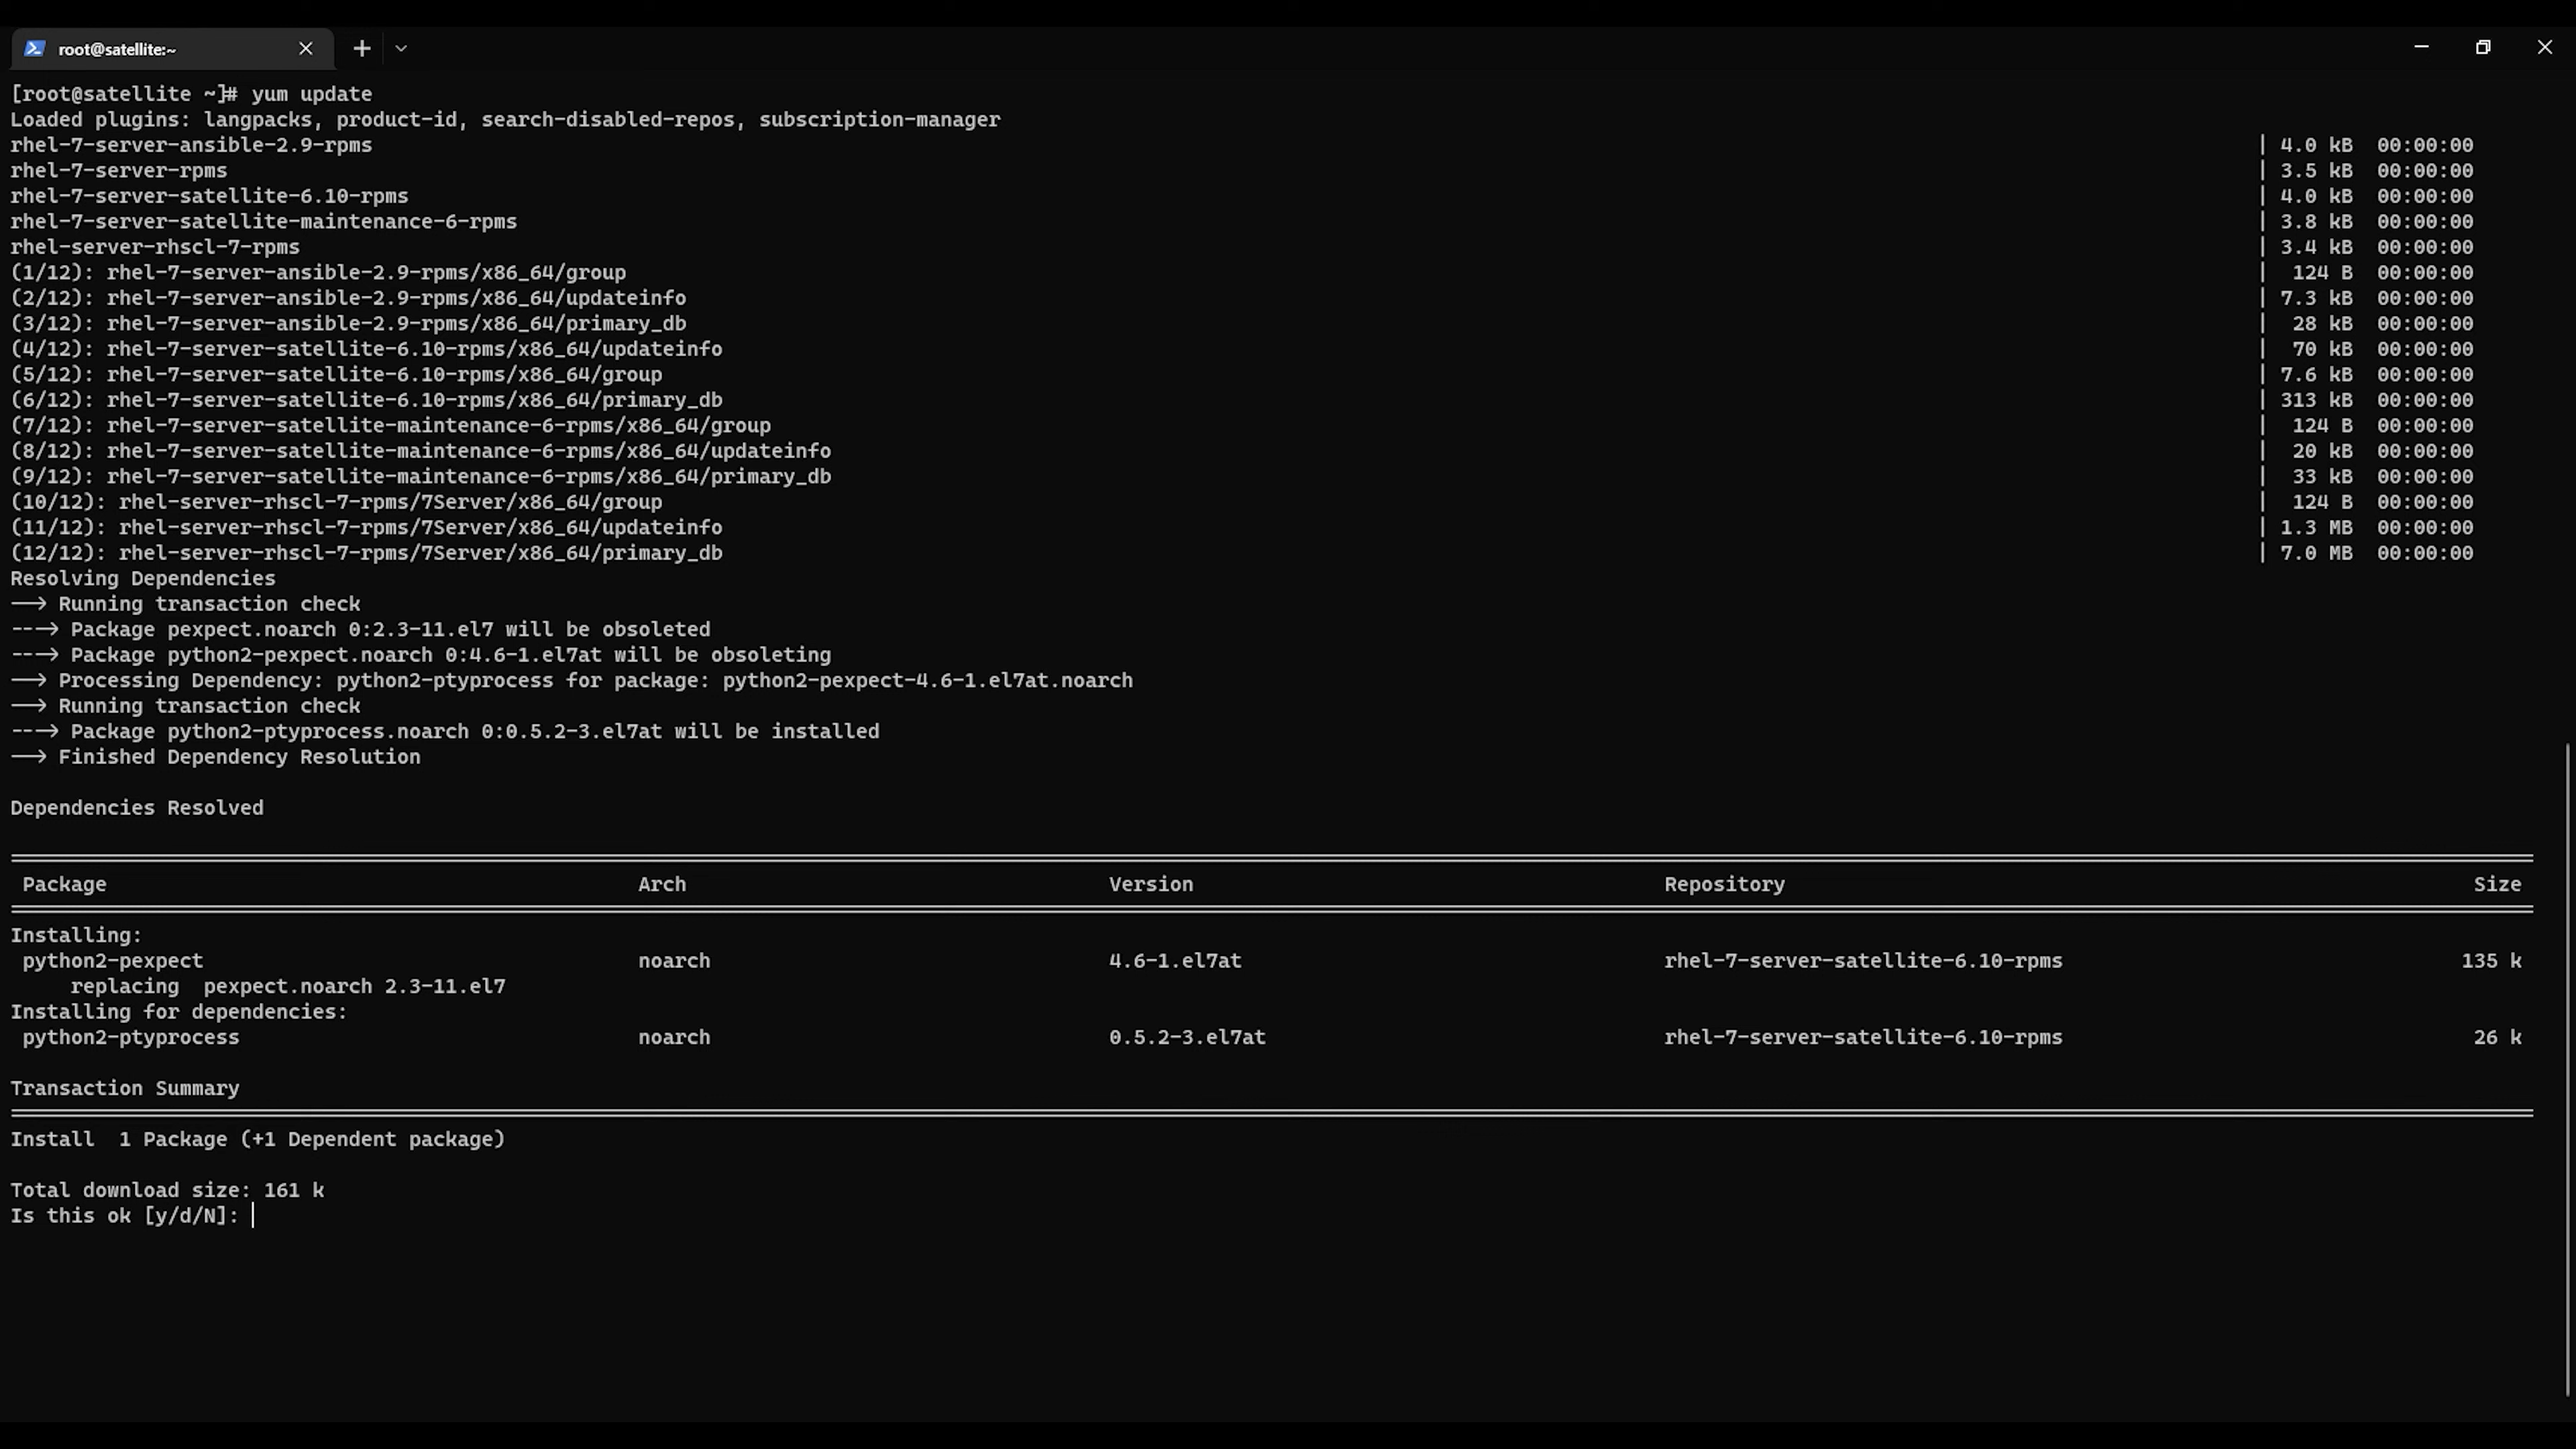 root@satellite:~
[root@satellite ~]# yum update
Loaded plugins: langpacks, product-id, search-disabled-repos, subscription-manager
rhel-7-server-ansible-2.9-rpms | 4.0 kB 00:00:00
rhel-7-server-rpms | 3.5 kB 00:00:00
rhel-7-server-satellite-6.10-rpms | 4.0 kB 00:00:00
rhel-7-server-satellite-maintenance-6-rpms | 3.8 kB 00:00:00
rhel-server-rhscl-7-rpms | 3.4 kB 00:00:00
(1/12): rhel-7-server-ansible-2.9-rpms/x86_64/group | 124 B 00:00:00
(2/12): rhel-7-server-ansible-2.9-rpms/x86_64/updateinfo | 7.3 kB 00:00:00
(3/12): rhel-7-server-ansible-2.9-rpms/x86_64/primary_db | 28 kB 00:00:00
(4/12): rhel-7-server-satellite-6.10-rpms/x86_64/updateinfo | 70 kB 00:00:00
(5/12): rhel-7-server-satellite-6.10-rpms/x86_64/group | 7.6 kB 00:00:00
(6/12): rhel-7-server-satellite-6.10-rpms/x86_64/primary_db | 313 kB 00:00:00
(7/12): rhel-7-server-satellite-maintenance-6-rpms/x86_64/group | 124 B 00:00:00
(8/12): rhel-7-server-satellite-maintenance-6-rpms/x86_64/updateinfo | 20 kB 00:00:00
(9/12): rhel-7-server-satellite-maintenance-6-rpms/x86_64/primary_db | 33 kB 00:00:00
(10/12): rhel-server-rhscl-7-rpms/7Server/x86_64/group | 124 B 00:00:00
(11/12): rhel-server-rhscl-7-rpms/7Server/x86_64/updateinfo | 1.3 MB 00:00:00
(12/12): rhel-server-rhscl-7-rpms/7Server/x86_64/primary_db | 7.0 MB 00:00:00
Resolving Dependencies
--> Running transaction check
---> Package pexpect.noarch 0:2.3-11.el7 will be obsoleted
---> Package python2-pexpect.noarch 0:4.6-1.el7at will be obsoleting
--> Processing Dependency: python2-ptyprocess for package: python2-pexpect-4.6-1.el7at.noarch
--> Running transaction check
---> Package python2-ptyprocess.noarch 0:0.5.2-3.el7at will be installed
--> Finished Dependency Resolution
Dependencies Resolved
Package Arch Version Repository Size
Installing:
python2-pexpect noarch 4.6-1.el7at rhel-7-server-satellite-6.10-rpms 135 k
replacing pexpect.noarch 2.3-11.el7
Installing for dependencies:
python2-ptyprocess noarch 0.5.2-3.el7at rhel-7-server-satellite-6.10-rpms 26 k
Transaction Summary
Install 1 Package (+1 Dependent package)
Total download size: 161 k
Is this ok [y/d/N]: